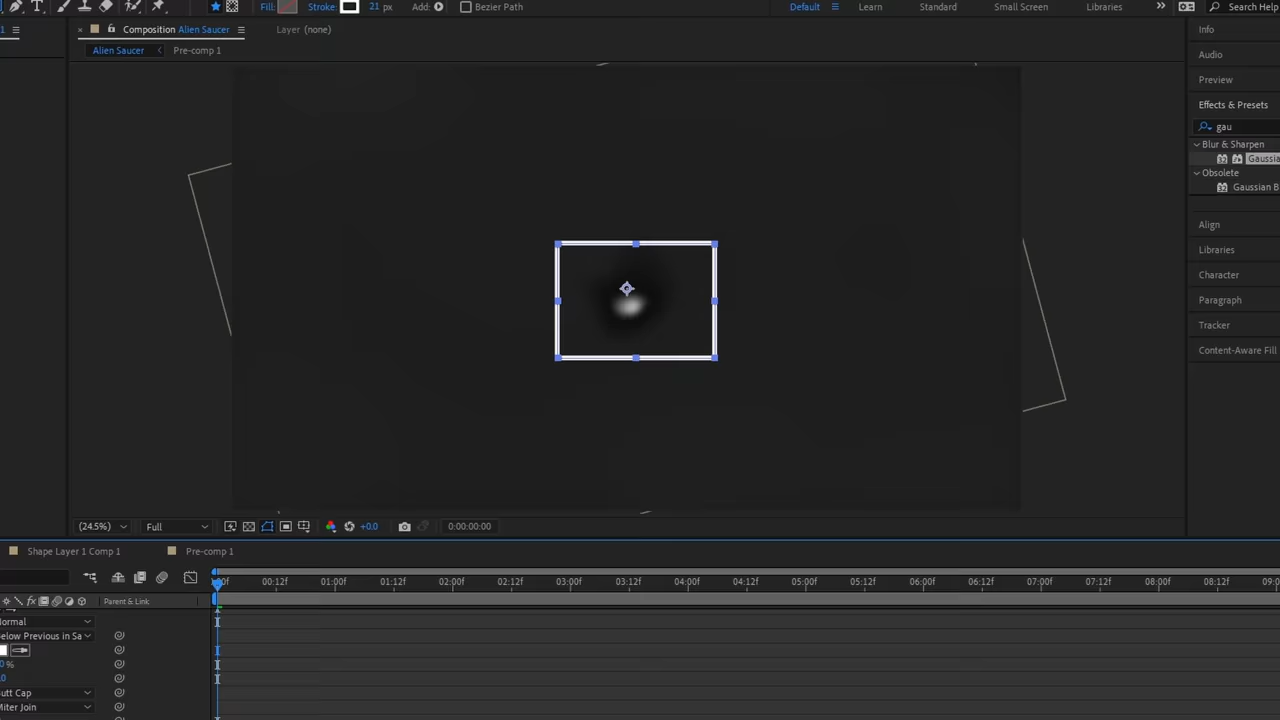 Fill:
Stroke:
21 px
Add:
Bezier Path
Default
Learn
Standard
Small Screen
Libraries
Search Help
1
Composition Alien Saucer
Layer (none)
Alien Saucer
Pre-comp 1
Info
Audio
Preview
Effects & Presets
gau
Blur & Sharpen
Gaussia
Obsolete
Gaussian B
Align
Libraries
Character
Paragraph
Tracker
Content-Aware Fill
(24.5%)
Full
+0.0
0:00:00:00
Shape Layer 1 Comp 1
Pre-comp 1
:00f 00:12f 01:00f 01:12f 02:00f 02:12f 03:00f 03:12f 04:00f 04:12f 05:00f 05:12f 06:00f 06:12f 07:00f 07:12f 08:00f 08:12f 09:0
Parent & Link
ormal
elow Previous in Sa
0 %
.0
utt Cap
Miter Join